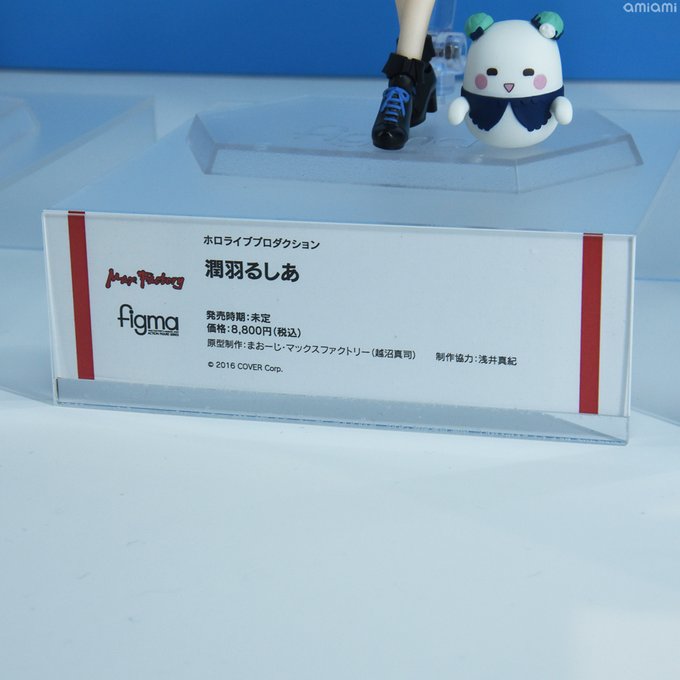 amiami
ホロライブプロダクション
潤羽るしあ
Max Factory
figma
発売時期:未定
価格:8,800円(税込)
原型制作:まおーじ・マックスファクトリー(越沼真司) 制作協力:浅井真紀
© 2016 COVER Corp.